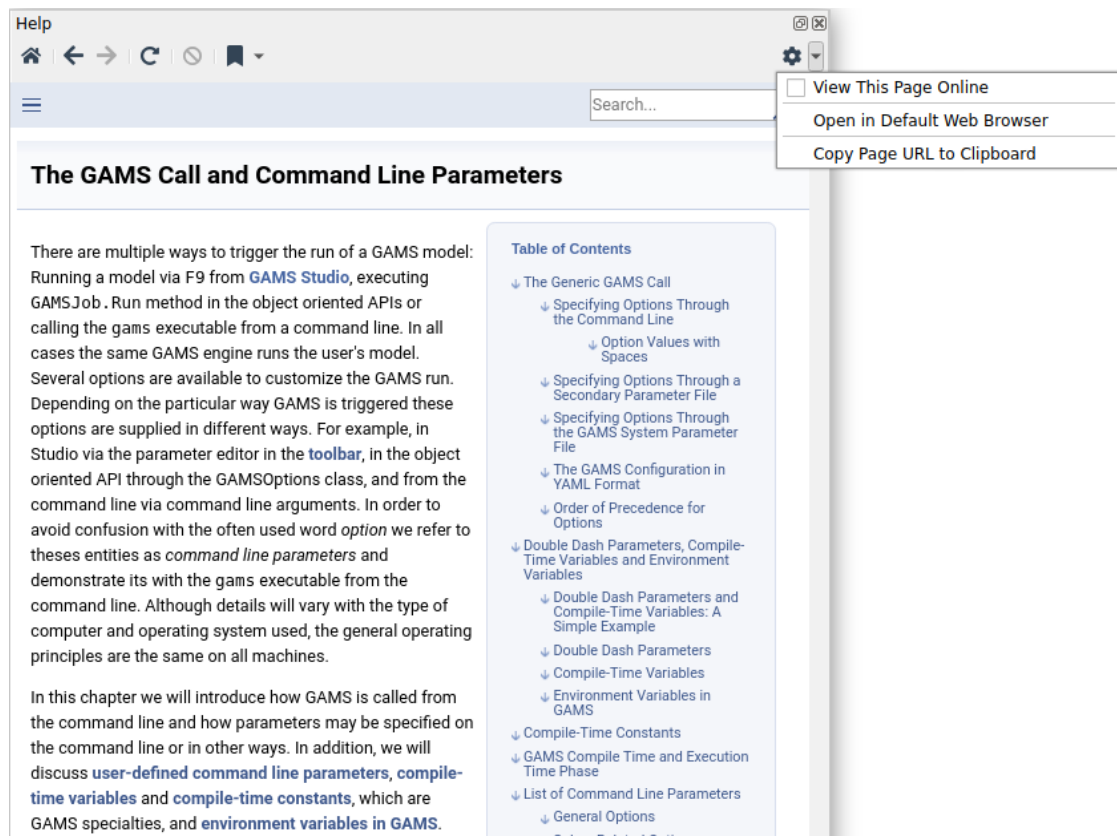 Help
View This Page Online
Open in Default Web Browser
Copy Page URL to Clipboard
Search...
The GAMS Call and Command Line Parameters
There are multiple ways to trigger the run of a GAMS model:
Running a model via F9 from GAMS Studio, executing
GAMSJob.Run method in the object oriented APIs or
calling the gams executable from a command line. In all
cases the same GAMS engine runs the user's model.
Several options are available to customize the GAMS run.
Depending on the particular way GAMS is triggered these
options are supplied in different ways. For example, in
Studio via the parameter editor in the toolbar, in the object
oriented API through the GAMSOptions class, and from the
command line via command line arguments. In order to
avoid confusion with the often used word option we refer to
theses entities as command line parameters and
demonstrate its with the gams executable from the
command line. Although details will vary with the type of
computer and operating system used, the general operating
principles are the same on all machines.
In this chapter we will introduce how GAMS is called from
the command line and how parameters may be specified on
the command line or in other ways. In addition, we will
discuss user-defined command line parameters, compile-
time variables and compile-time constants, which are
GAMS specialties, and environment variables in GAMS.
Table of Contents
↓ The Generic GAMS Call
↓ Specifying Options Through
the Command Line
↓ Option Values with
Spaces
↓ Specifying Options Through a
Secondary Parameter File
↓ Specifying Options Through
the GAMS System Parameter
File
↓ The GAMS Configuration in
YAML Format
↓ Order of Precedence for
Options
↓ Double Dash Parameters, Compile-
Time Variables and Environment
Variables
↓ Double Dash Parameters and
Compile-Time Variables: A
Simple Example
↓ Double Dash Parameters
↓ Compile-Time Variables
↓ Environment Variables in
GAMS
↓ Compile-Time Constants
↓ GAMS Compile Time and Execution
Time Phase
↓ List of Command Line Parameters
↓ General Options